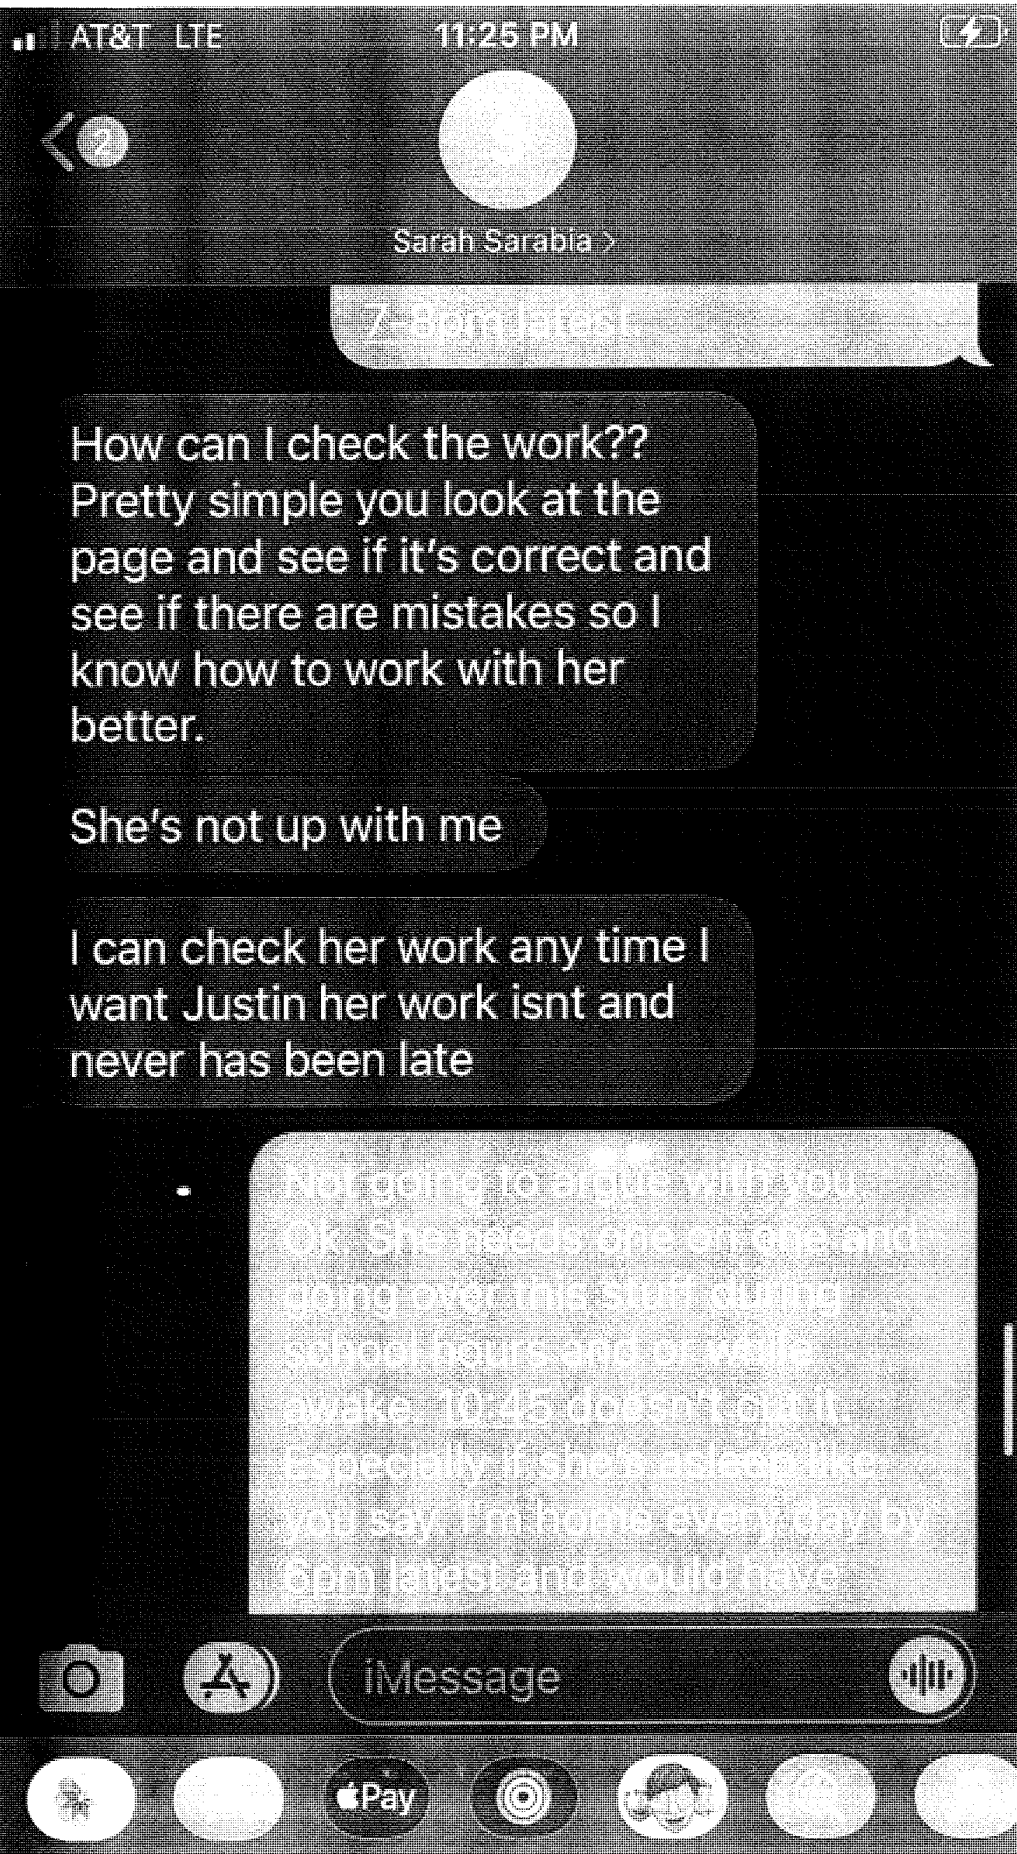 AT&T LTE 11:25 PM
2
Sarah Sarabia >
7-8pm latest.
How can I check the work??
Pretty simple you look at the
page and see if it's correct and
see if there are mistakes so I
know how to work with her
better.
She's not up with me
I can check her work any time I
want Justin her work isnt and
never has been late
Not going to argue with you.
Ok. She needs one on one and
going over this stuff during
school hours and or while
awake. 10:45 doesn't cut it.
Especially if she's asleep like
you say. I'm home every day by
6pm latest and would have
iMessage
Pay